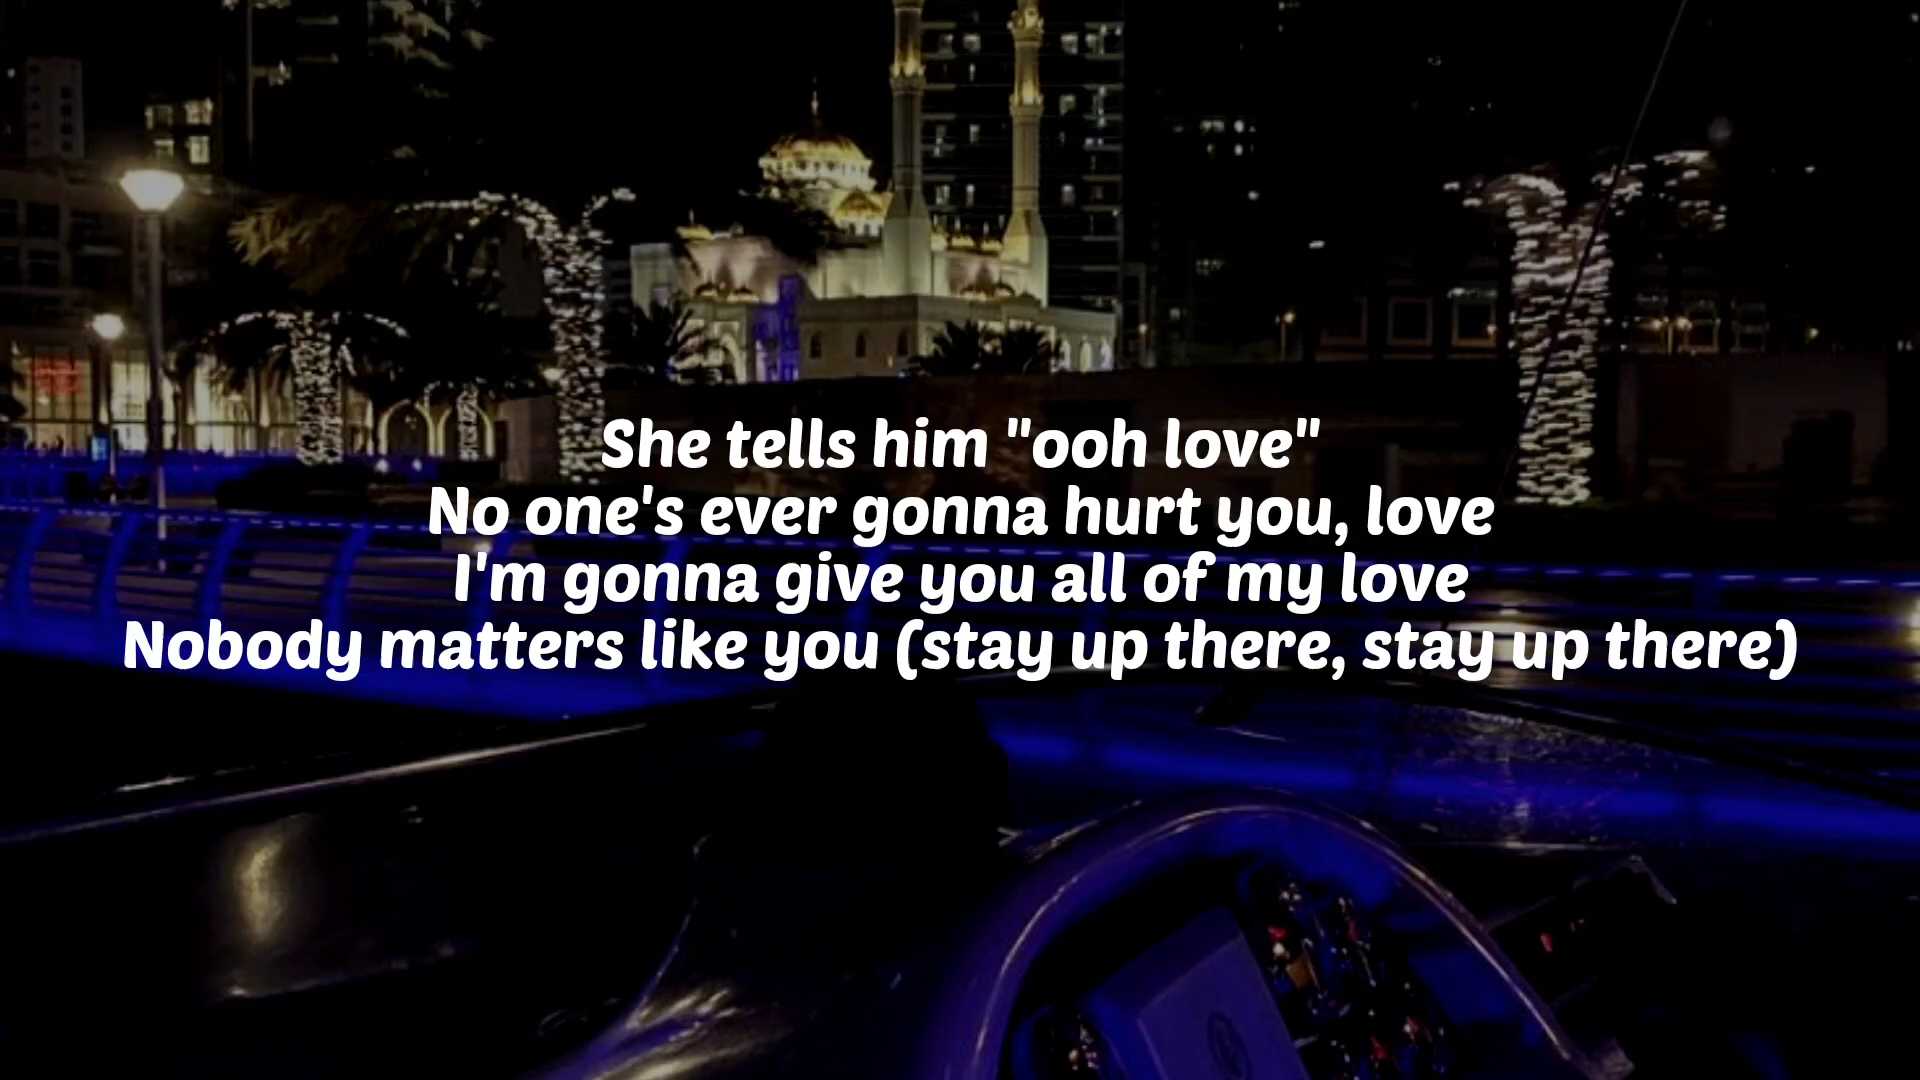 She tells him "ooh love"
No one's ever gonna hurt you, love
I'm gonna give you all of my love
Nobody matters like you (stay up there, stay up there)